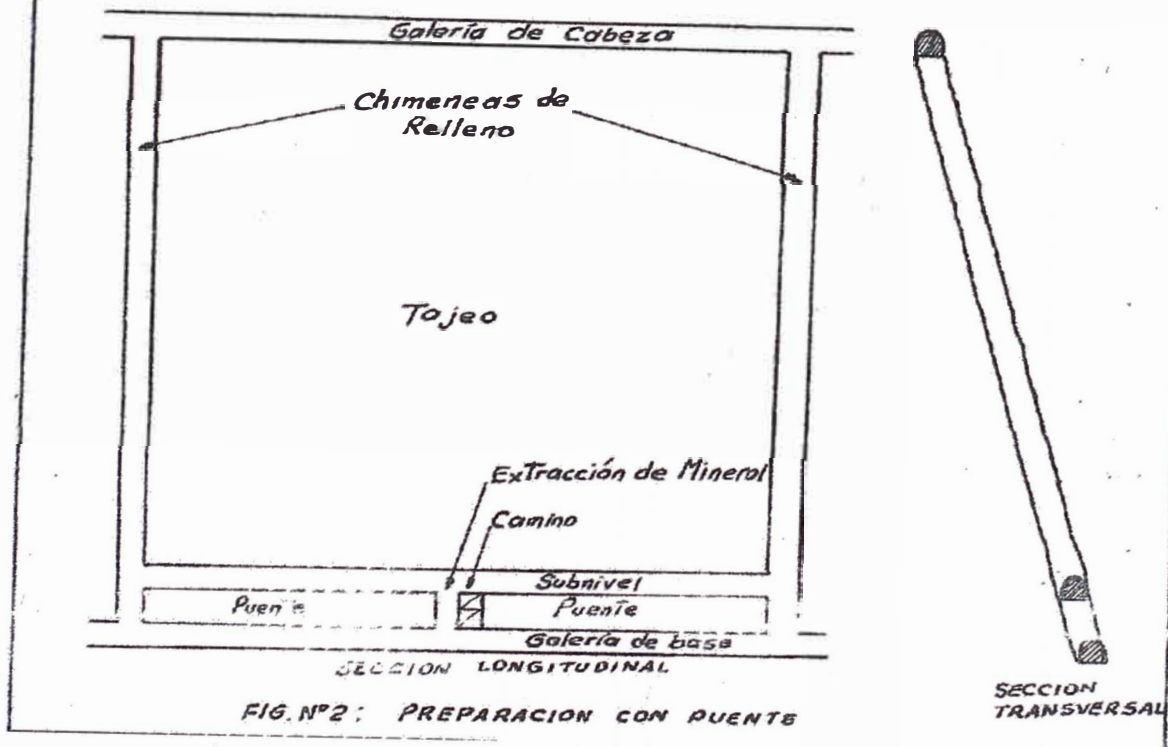 Galería de Cabeza
Chimeneas de
Relleno
Tajeo
Extracción de Mineral
Camino
Subnivel
Puente
Puente
Galería de base
SECCION LONGITUDINAL
SECCION
TRANSVERSAL
FIG. Nº2: PREPARACION CON PUENTE